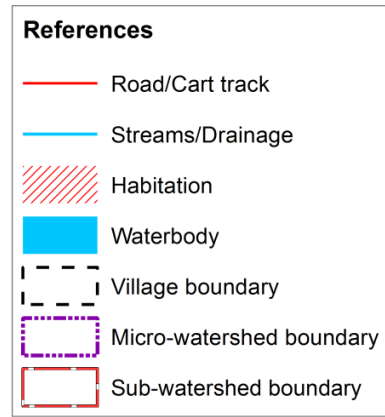 References
Road/Cart track
Streams/Drainage
Habitation
Waterbody
Village boundary
Micro-watershed boundary
Sub-watershed boundary